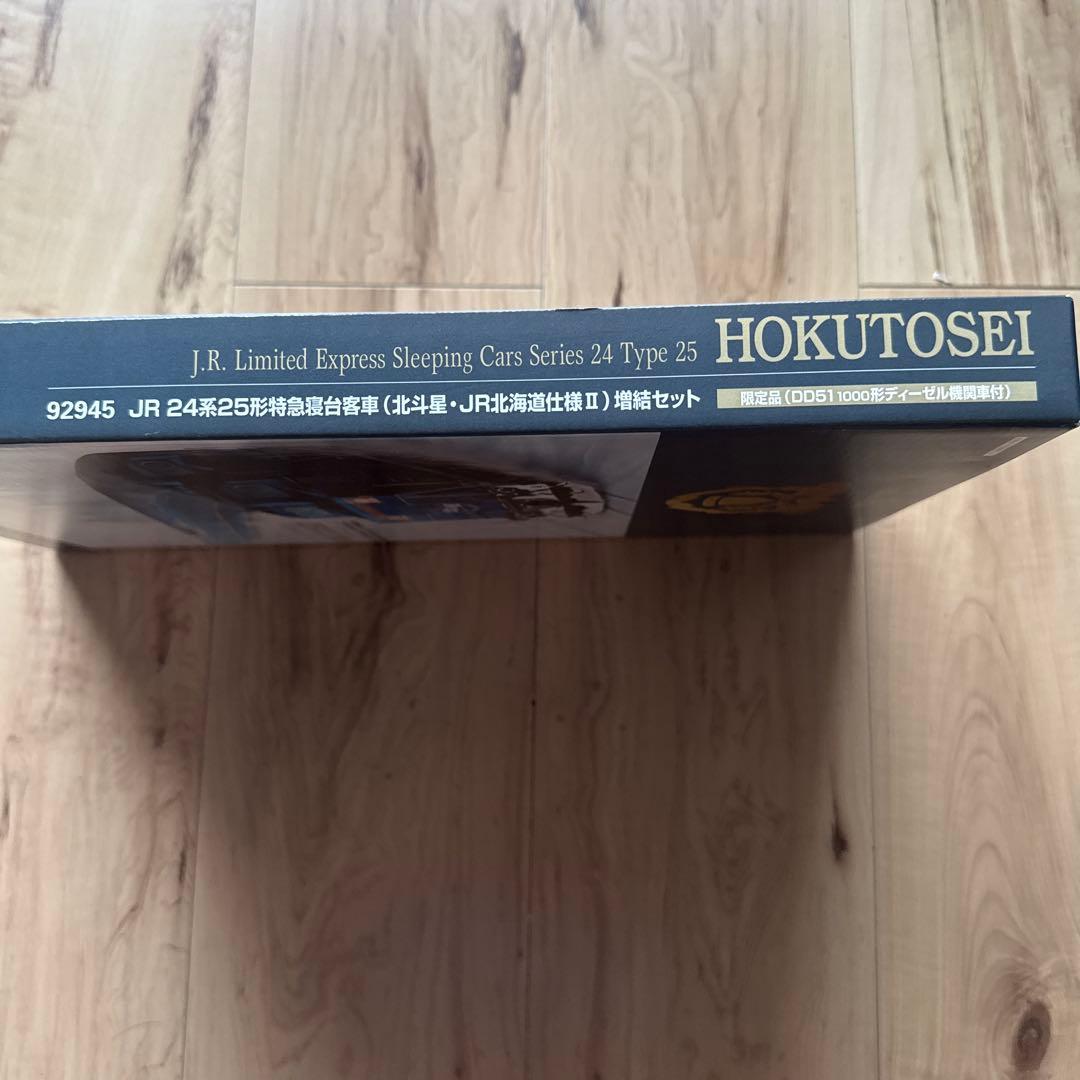 J.R. Limited Express Sleeping Cars Series 24 Type 25 HOKUTOSEI
92945 JR 24系25形特急寝台客車(北斗星・JR北海道仕様Ⅱ)増結セット 限定品(DD51 1000形ディーゼル機関車付)